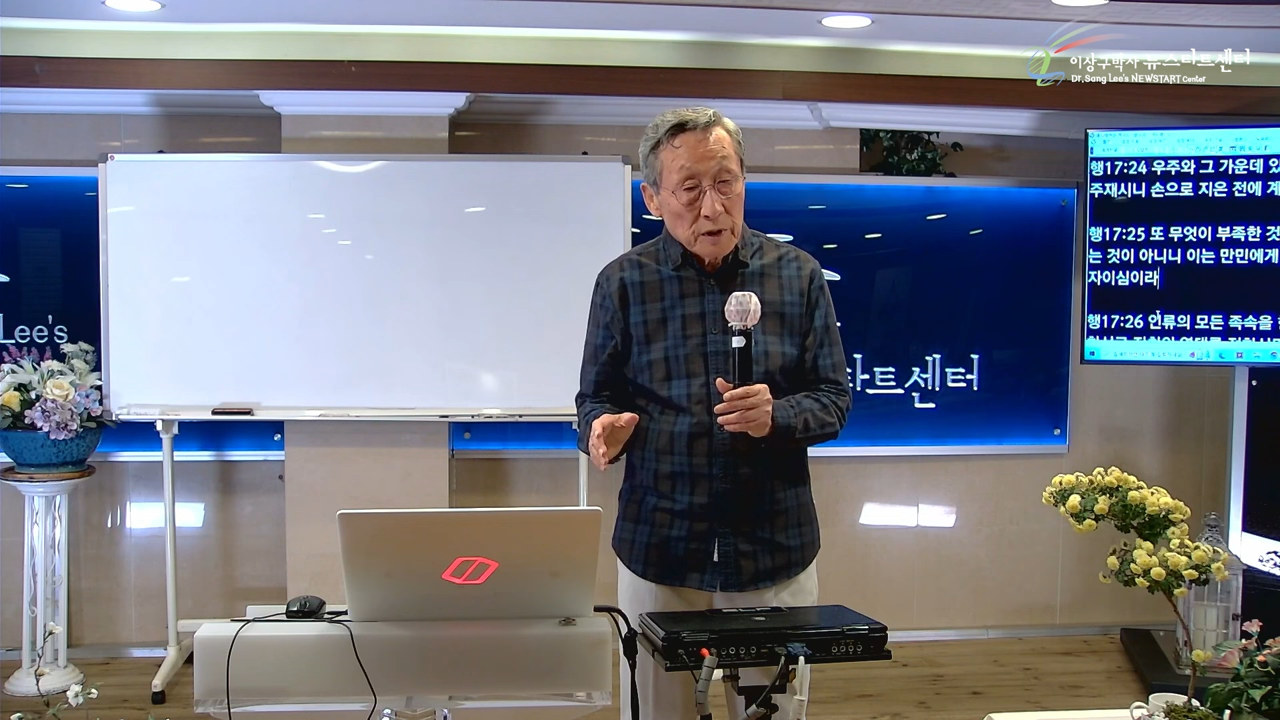 이상구박사 뉴스타트센터
Dr. Sang Lee's NEWSTART Center
행17:24 우주와 그 가운데 있
주재시니 손으로 지은 전에 계
행17:25 또 무엇이 부족한 것
는 것이 아니니 이는 만민에게
자이심이라
행17:26 인류의 모든 족속을
Lee's
타트센터